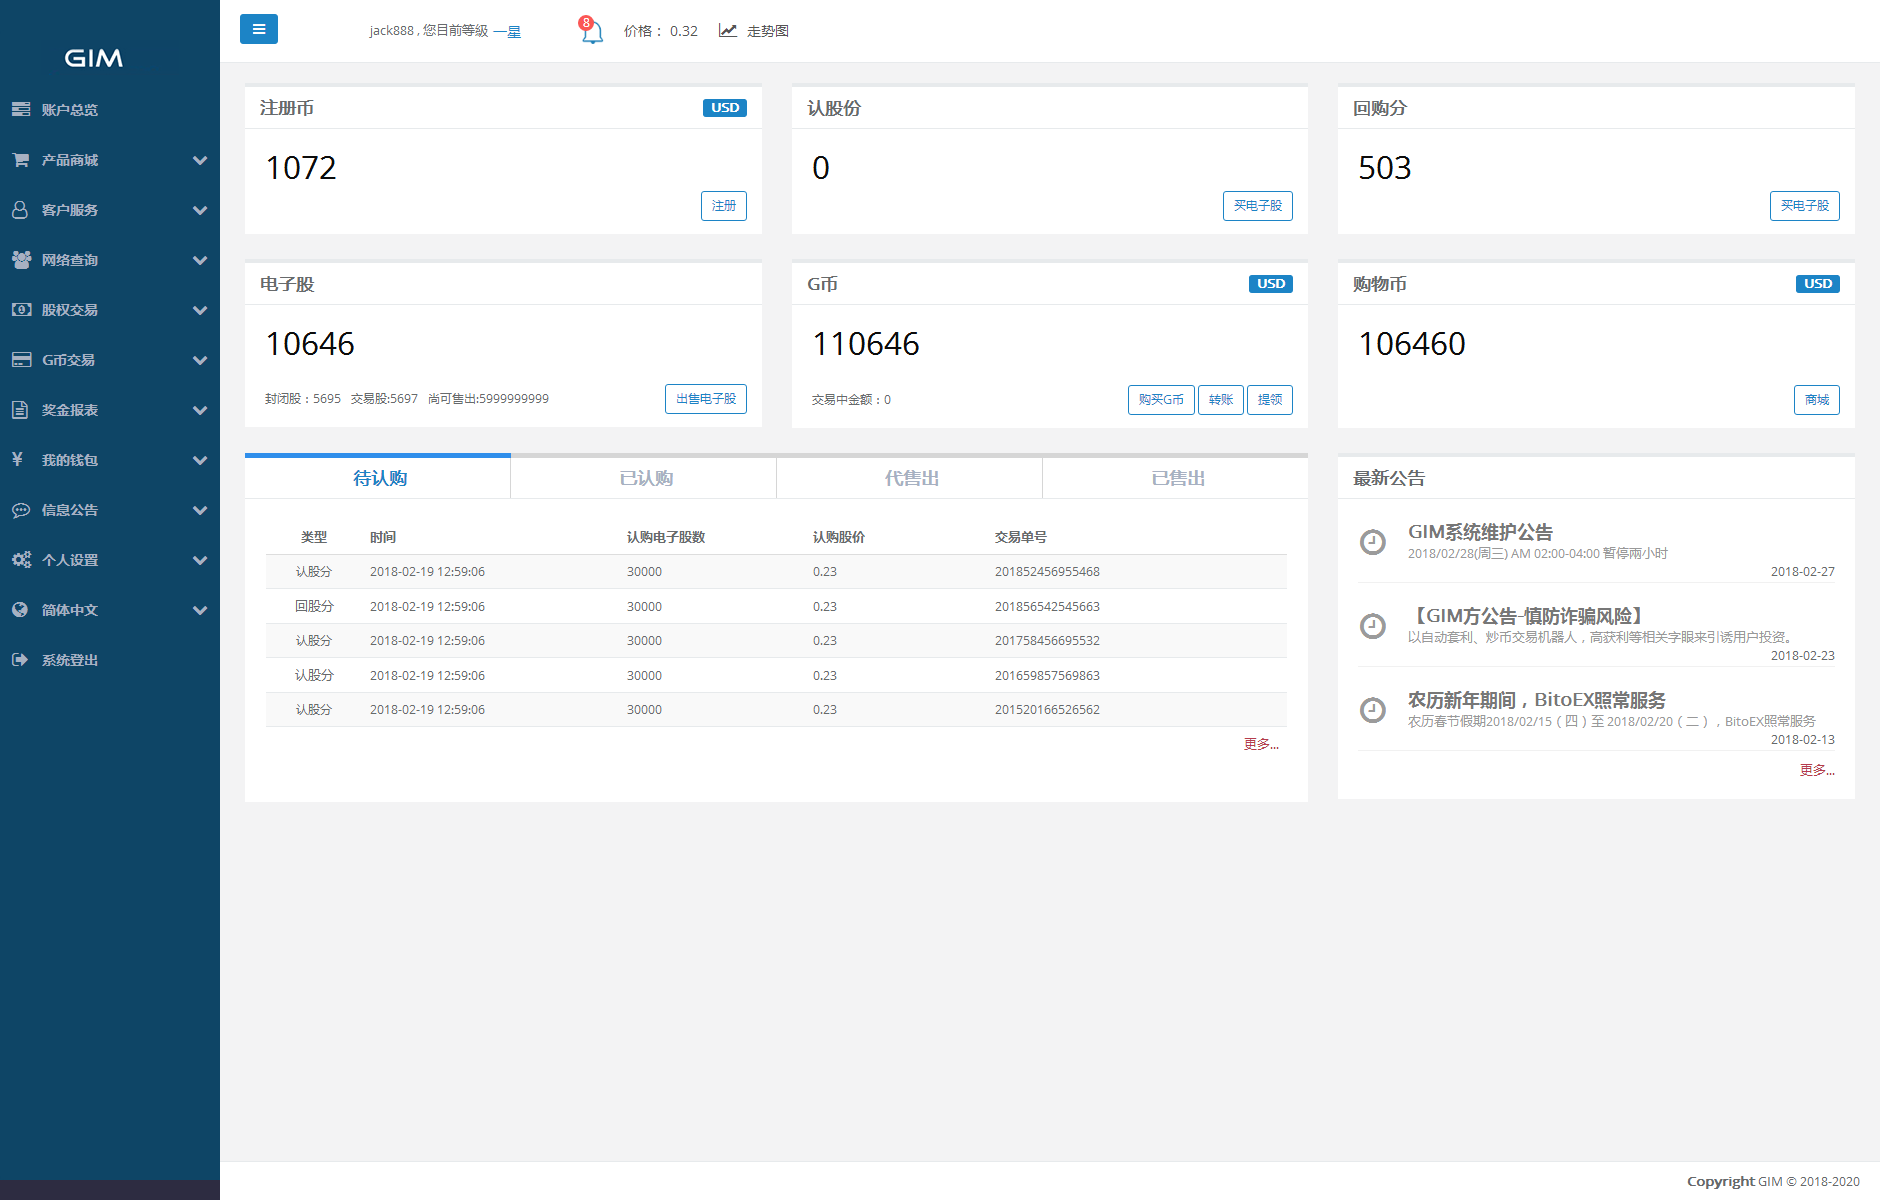 GIM
账户总览
产品商城
客户服务
网络查询
股权交易
G币交易
奖金报表
我的钱包
信息公告
个人设置
简体中文
系统登出
jack888 , 您目前等級 一星
8
价格： 0.32 走势图
注册币 USD
1072
注册
认股份
0
买电子股
回购分
503
买电子股
电子股
10646
封闭股：5695 交易股:5697 尚可售出:5999999999 出售电子股
G币 USD
110646
交易中金额：0 购买G币 转账 提领
购物币 USD
106460
商城
待认购 已认购 代售出 已售出
类型 时间 认购电子股数 认购股价 交易单号
认股分 2018-02-19 12:59:06 30000 0.23 201852456955468
回股分 2018-02-19 12:59:06 30000 0.23 201856542545663
认股分 2018-02-19 12:59:06 30000 0.23 201758456695532
认股分 2018-02-19 12:59:06 30000 0.23 201659857569863
认股分 2018-02-19 12:59:06 30000 0.23 201520166526562
更多...
最新公告
GIM系统维护公告
2018/02/28(周三) AM 02:00-04:00 暂停兩小时
2018-02-27
【GIM方公告-慎防诈骗风险】
以自动套利、炒币交易机器人，高获利等相关字眼来引诱用户投资。
2018-02-23
农历新年期间，BitoEX照常服务
农历春节假期2018/02/15（四）至 2018/02/20（二），BitoEX照常服务
2018-02-13
更多...
Copyright GIM © 2018-2020